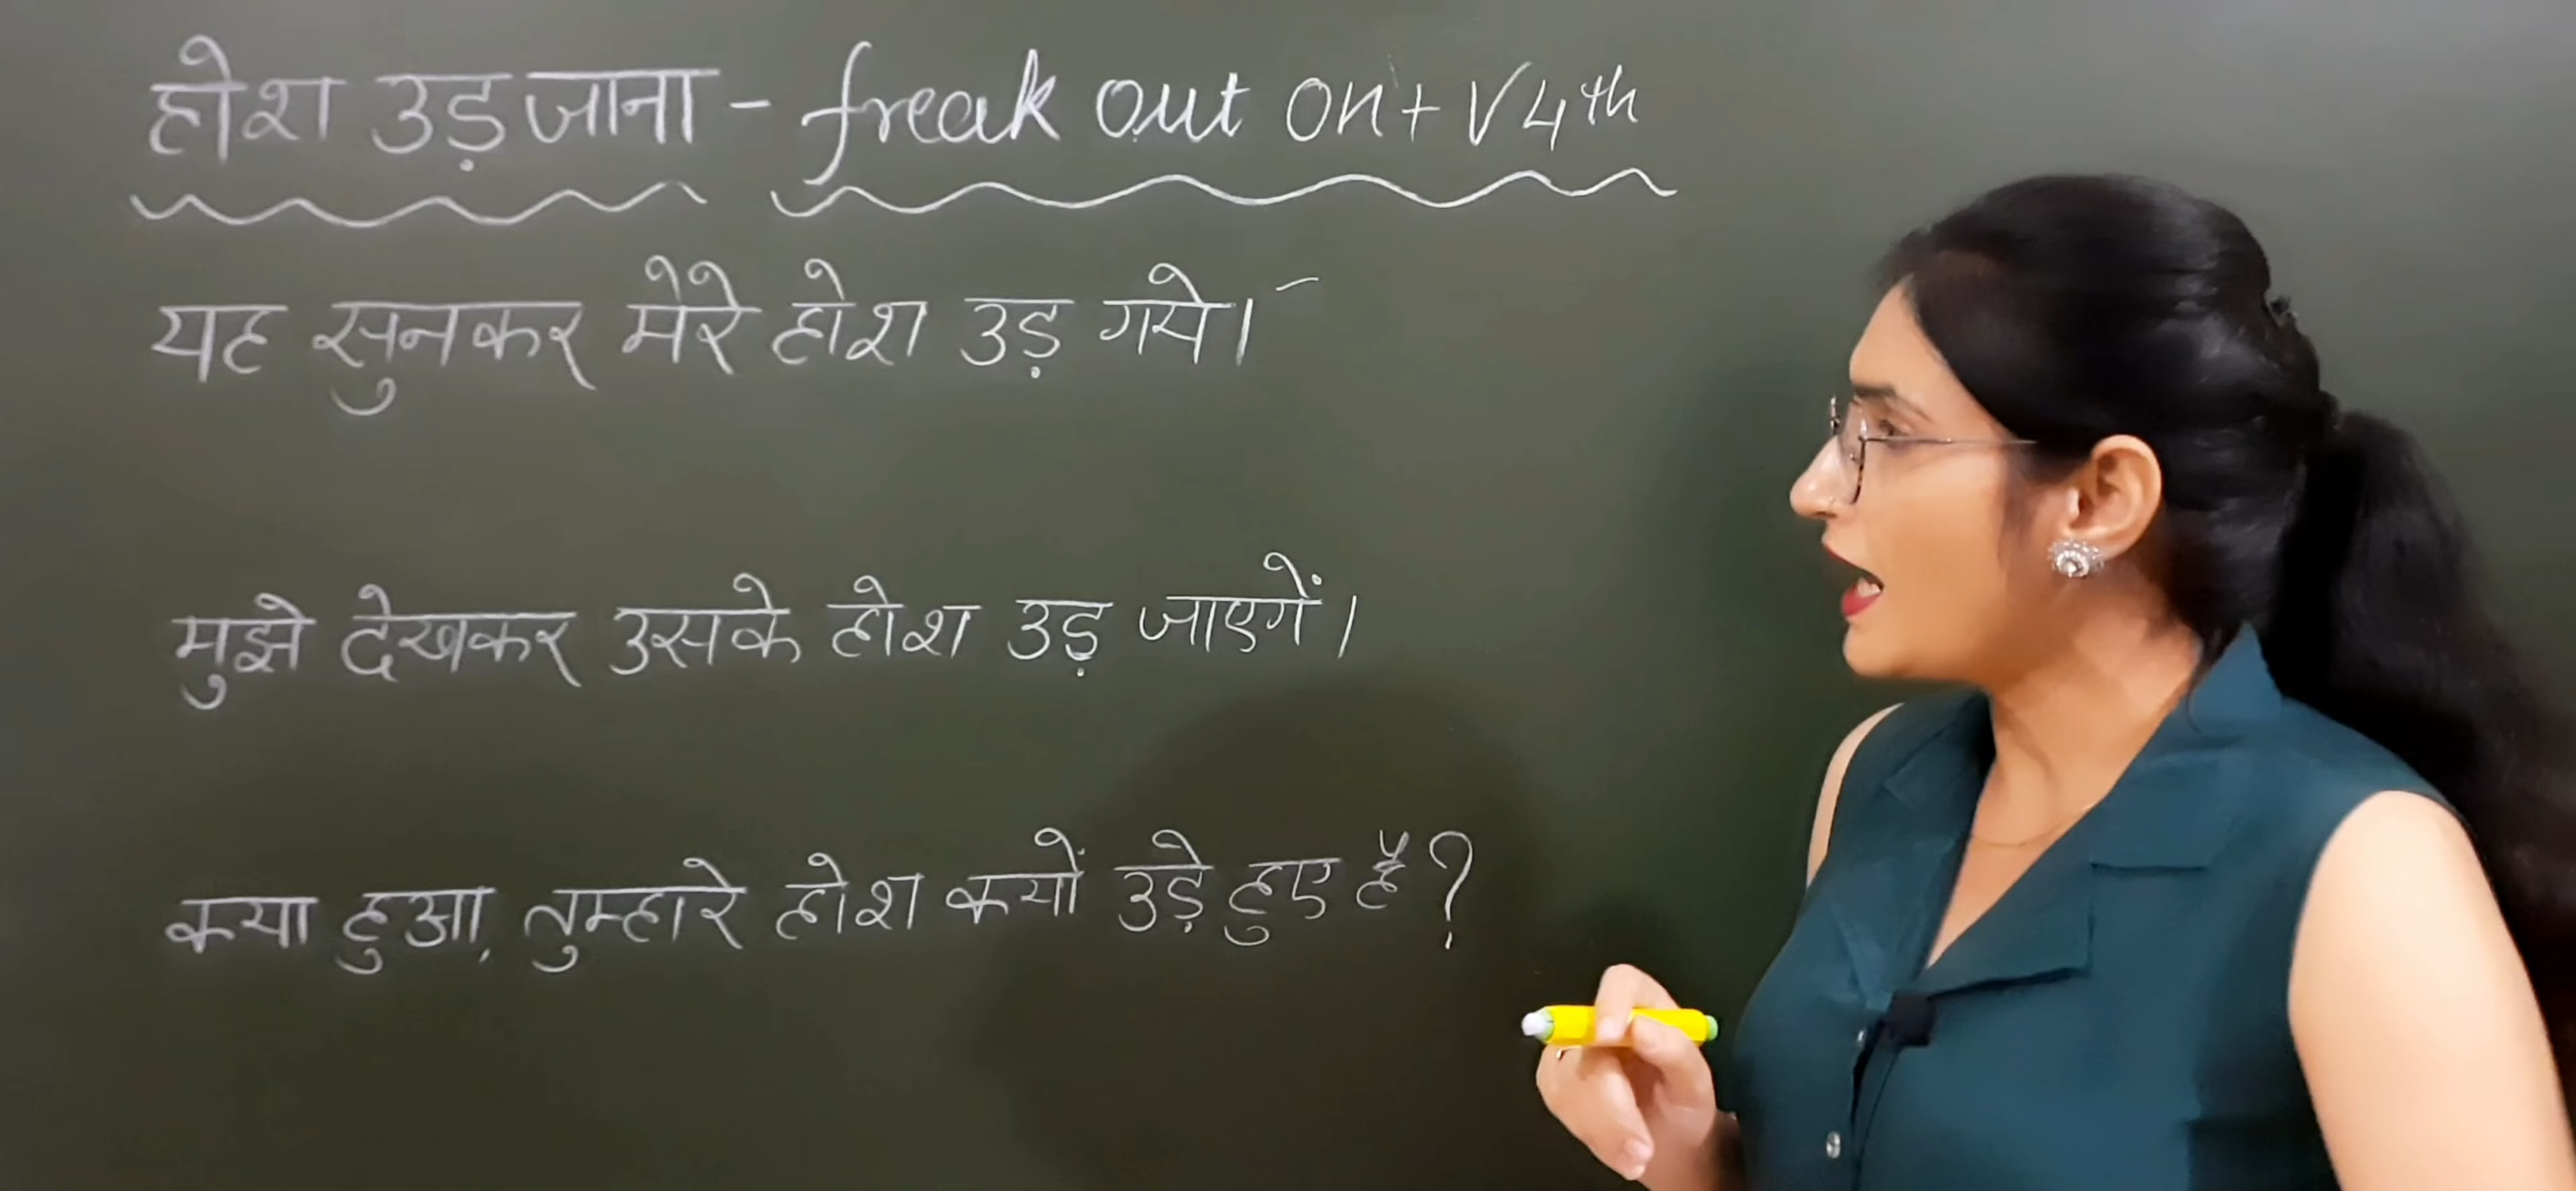 होश उड़ जाना - freak out on + V4th
यह सुनकर मेरे होश उड़ गये।
मुझे देखकर उसके होश उड़ जाएगें।
क्या हुआ, तुम्हारे होश क्यों उड़े हुए है?